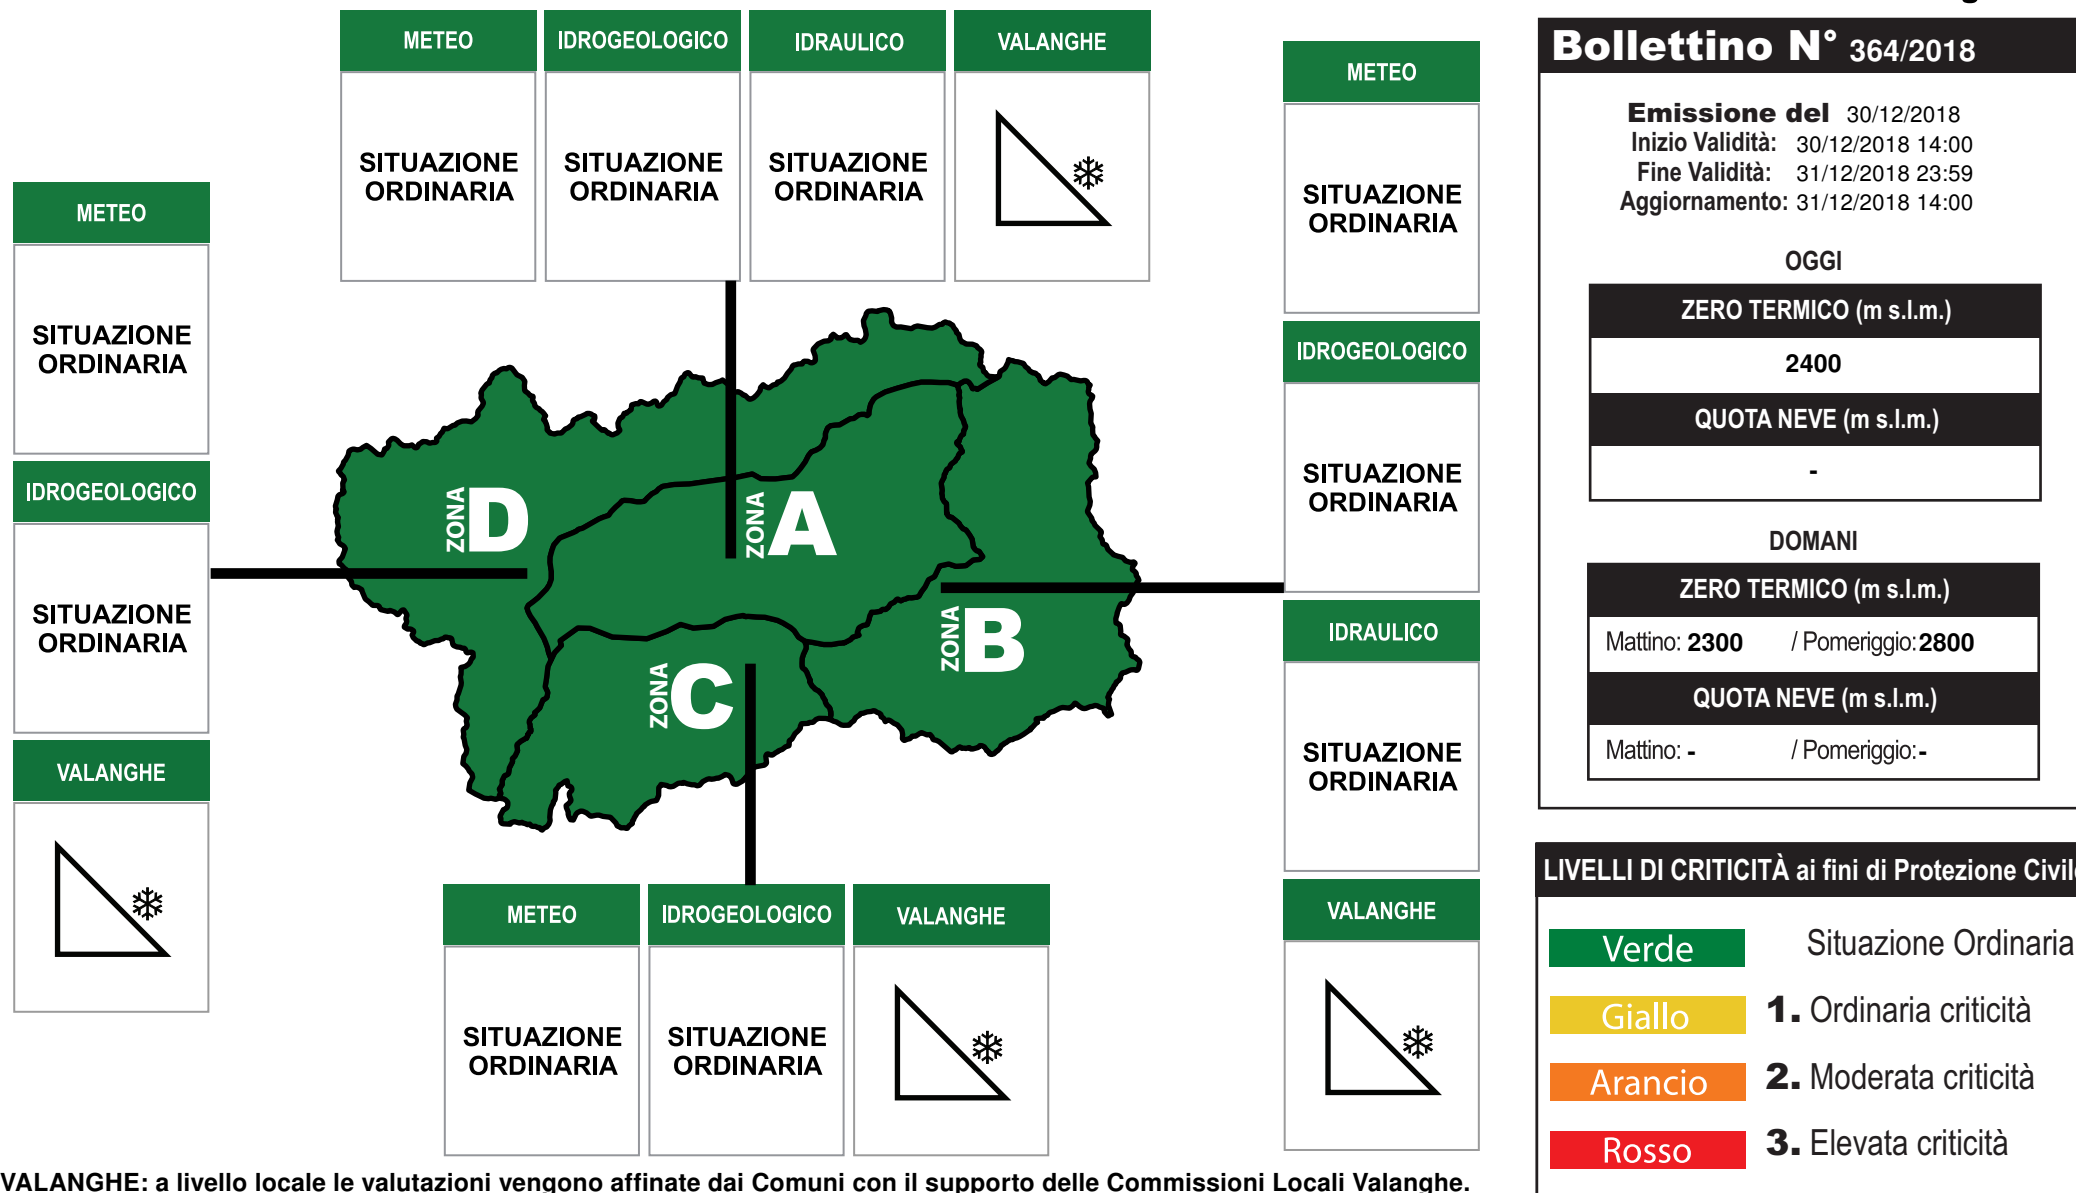 METEO
IDROGEOLOGICO
IDRAULICO
VALANGHE
SITUAZIONE
ORDINARIA
SITUAZIONE
ORDINARIA
SITUAZIONE
ORDINARIA
METEO
SITUAZIONE
ORDINARIA
IDROGEOLOGICO
SITUAZIONE
ORDINARIA
VALANGHE
ZONA D
ZONA A
ZONA B
ZONA C
METEO
SITUAZIONE
ORDINARIA
IDROGEOLOGICO
SITUAZIONE
ORDINARIA
IDRAULICO
SITUAZIONE
ORDINARIA
VALANGHE
METEO
IDROGEOLOGICO
VALANGHE
SITUAZIONE
ORDINARIA
SITUAZIONE
ORDINARIA
VALANGHE: a livello locale le valutazioni vengono affinate dai Comuni con il supporto delle Commissioni Locali Valanghe.
Bollettino N° 364/2018
Emissione del 30/12/2018
Inizio Validità: 30/12/2018 14:00
Fine Validità: 31/12/2018 23:59
Aggiornamento: 31/12/2018 14:00
OGGI
ZERO TERMICO (m s.l.m.)
2400
QUOTA NEVE (m s.l.m.)
-
DOMANI
ZERO TERMICO (m s.l.m.)
Mattino: 2300 / Pomeriggio: 2800
QUOTA NEVE (m s.l.m.)
Mattino: - / Pomeriggio: -
LIVELLI DI CRITICITÀ ai fini di Protezione Civile
Verde Situazione Ordinaria
Giallo 1. Ordinaria criticità
Arancio 2. Moderata criticità
Rosso 3. Elevata criticità